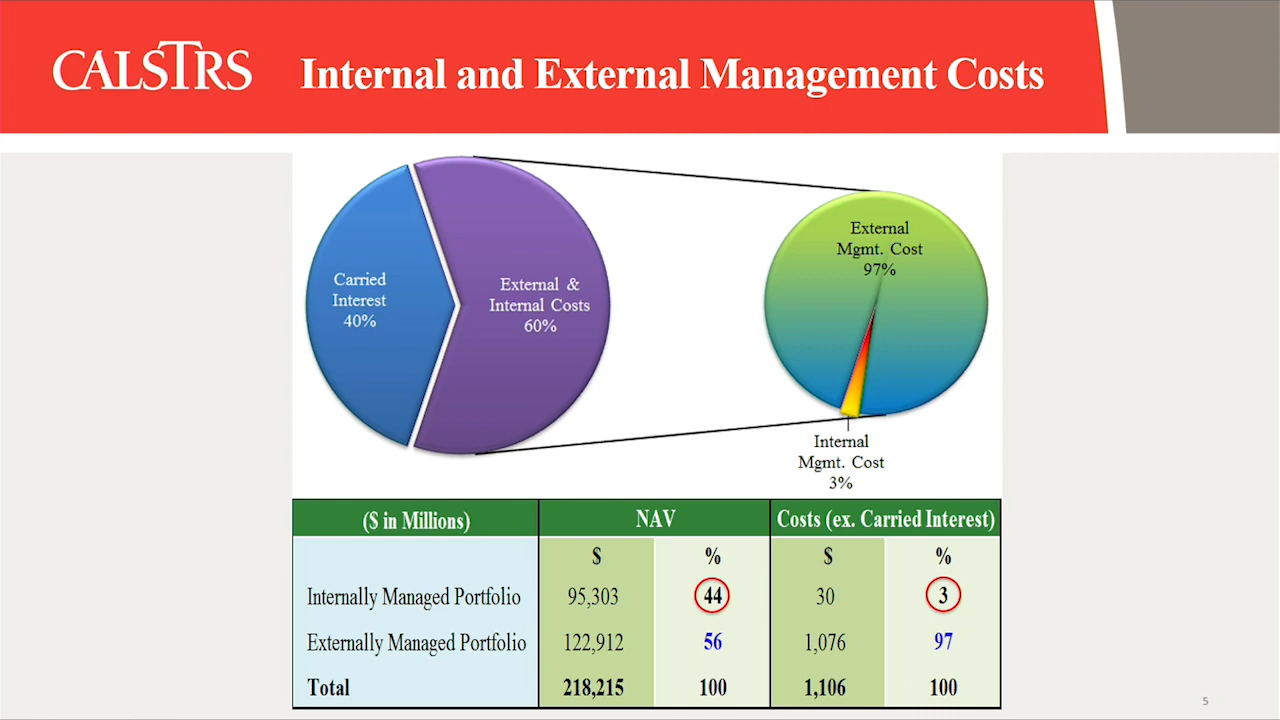 CALSTRS
Internal and External Management Costs
Carried
Interest
40%
External &
Internal Costs
60%
External
Mgmt. Cost
97%
Internal
Mgmt. Cost
3%
($ in Millions) NAV Costs (ex. Carried Interest)
$ % $ %
Internally Managed Portfolio 95,303 44 30 3
Externally Managed Portfolio 122,912 56 1,076 97
Total 218,215 100 1,106 100
5